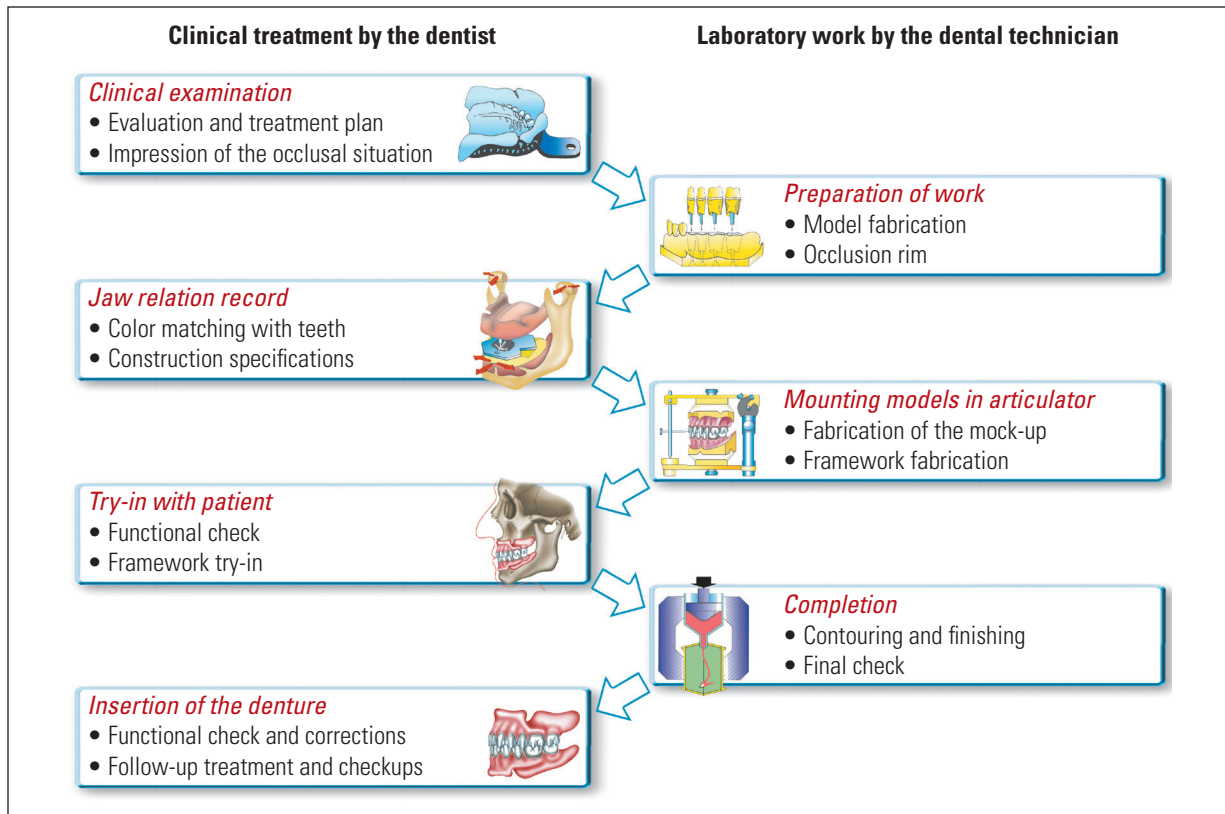 Clinical treatment by the dentist
Laboratory work by the dental technician
Clinical examination
• Evaluation and treatment plan
• Impression of the occlusal situation
Preparation of work
• Model fabrication
• Occlusion rim
Jaw relation record
• Color matching with teeth
• Construction specifications
Mounting models in articulator
• Fabrication of the mock-up
• Framework fabrication
Try-in with patient
• Functional check
• Framework try-in
Completion
• Contouring and finishing
• Final check
Insertion of the denture
• Functional check and corrections
• Follow-up treatment and checkups